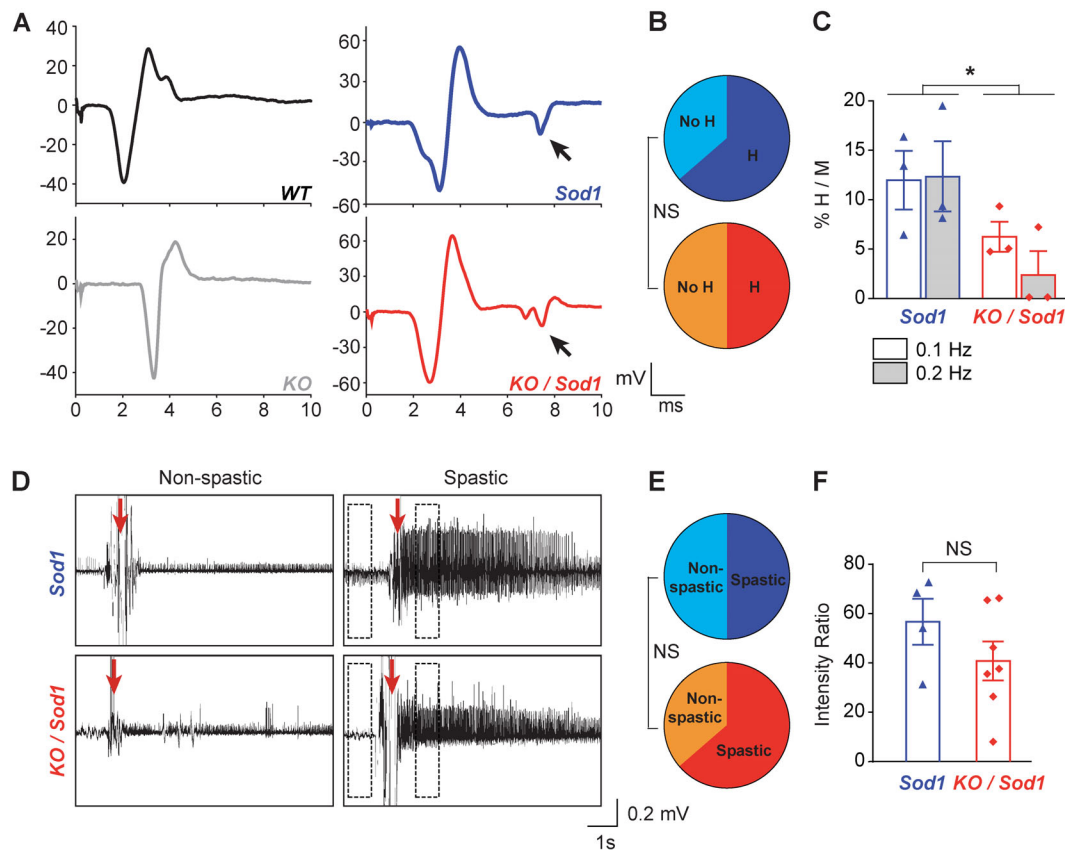 A
B
C
40
20
0
-20
-40
WT
60
30
0
-30
-60
Sod1
20
0
-20
-40
0 2 4 6 8 10
KO
60
30
0
-30
-60
0 2 4 6 8 10
KO / Sod1
No H
H
NS
No H
H
mV
ms
*
20
15
10
5
0
% H / M
Sod1 KO / Sod1
0.1 Hz
0.2 Hz
D
E
F
Non-spastic Spastic
Sod1
KO / Sod1
0.2 mV
1s
Non-
spastic
Spastic
NS
Non-
spastic
Spastic
NS
80
60
40
20
0
Intensity Ratio
Sod1 KO / Sod1